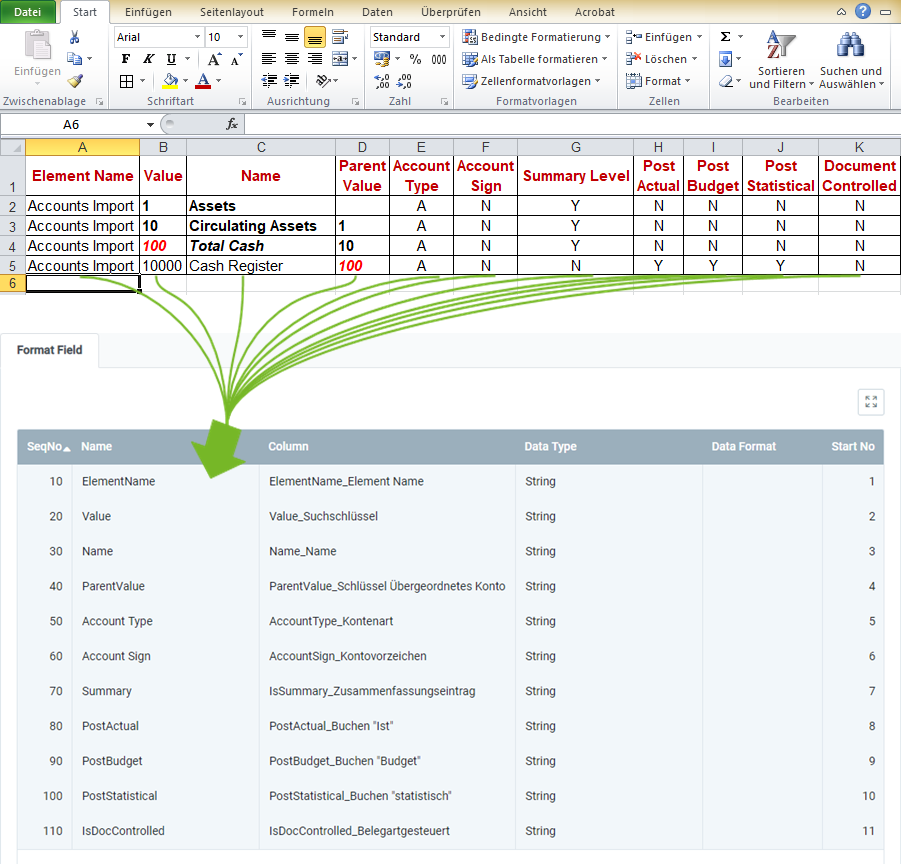 Datei Start Einfügen Seitenlayout Formeln Daten Überprüfen Ansicht Acrobat
Arial 10 Standard Bedingte Formatierung Einfügen Σ
Einfügen F K U A A % 000 Als Tabelle formatieren Löschen Sortieren und Filtern Suchen und Auswählen
A ,00 ,00 Zellenformatvorlagen Format
Zwischenablage Schriftart Ausrichtung Zahl Formatvorlagen Zellen Bearbeiten
A6 fx
A B C D E F G H I J K
1 Element Name Value Name Parent Value Account Type Account Sign Summary Level Post Actual Post Budget Post Statistical Document Controlled
2 Accounts Import 1 Assets A N Y N N N N
3 Accounts Import 10 Circulating Assets 1 A N Y N N N N
4 Accounts Import 100 Total Cash 10 A N Y N N N N
5 Accounts Import 10000 Cash Register 100 A N N Y Y Y N
6
Format Field
SeqNo Name Column Data Type Data Format Start No
10 ElementName ElementName_Element Name String 1
20 Value Value_Suchschlüssel String 2
30 Name Name_Name String 3
40 ParentValue ParentValue_Schlüssel Übergeordnetes Konto String 4
50 Account Type AccountType_Kontenart String 5
60 Account Sign AccountSign_Kontovorzeichen String 6
70 Summary IsSummary_Zusammenfassungseintrag String 7
80 PostActual PostActual_Buchen "Ist" String 8
90 PostBudget PostBudget_Buchen "Budget" String 9
100 PostStatistical PostStatistical_Buchen "statistisch" String 10
110 IsDocControlled IsDocControlled_Belegartgesteuert String 11